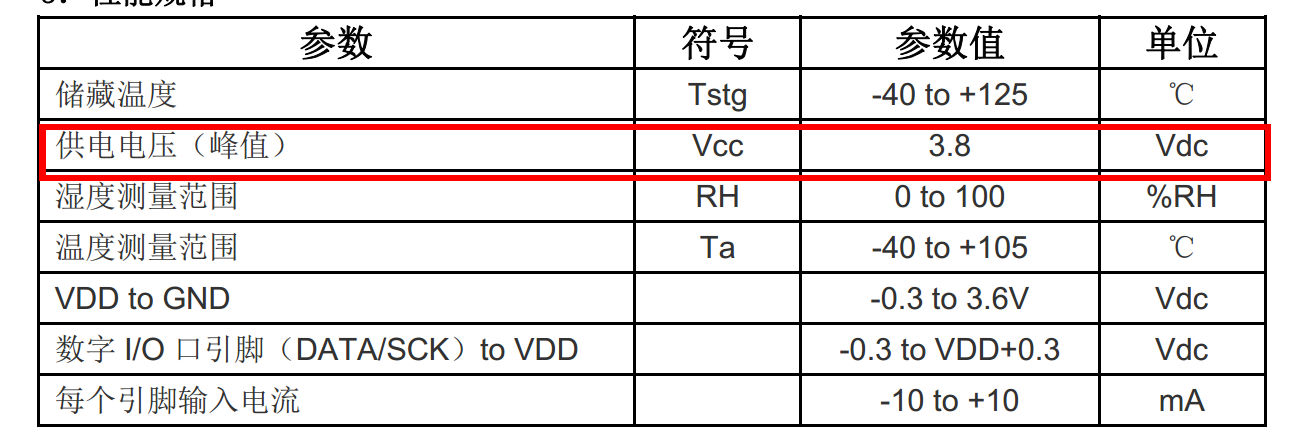 参数 符号 参数值 单位
储藏温度 Tstg -40 to +125 ℃
供电电压（峰值） Vcc 3.8 Vdc
湿度测量范围 RH 0 to 100 %RH
温度测量范围 Ta -40 to +105 ℃
VDD to GND -0.3 to 3.6V Vdc
数字 I/O 口引脚（DATA/SCK）to VDD -0.3 to VDD+0.3 Vdc
每个引脚输入电流 -10 to +10 mA